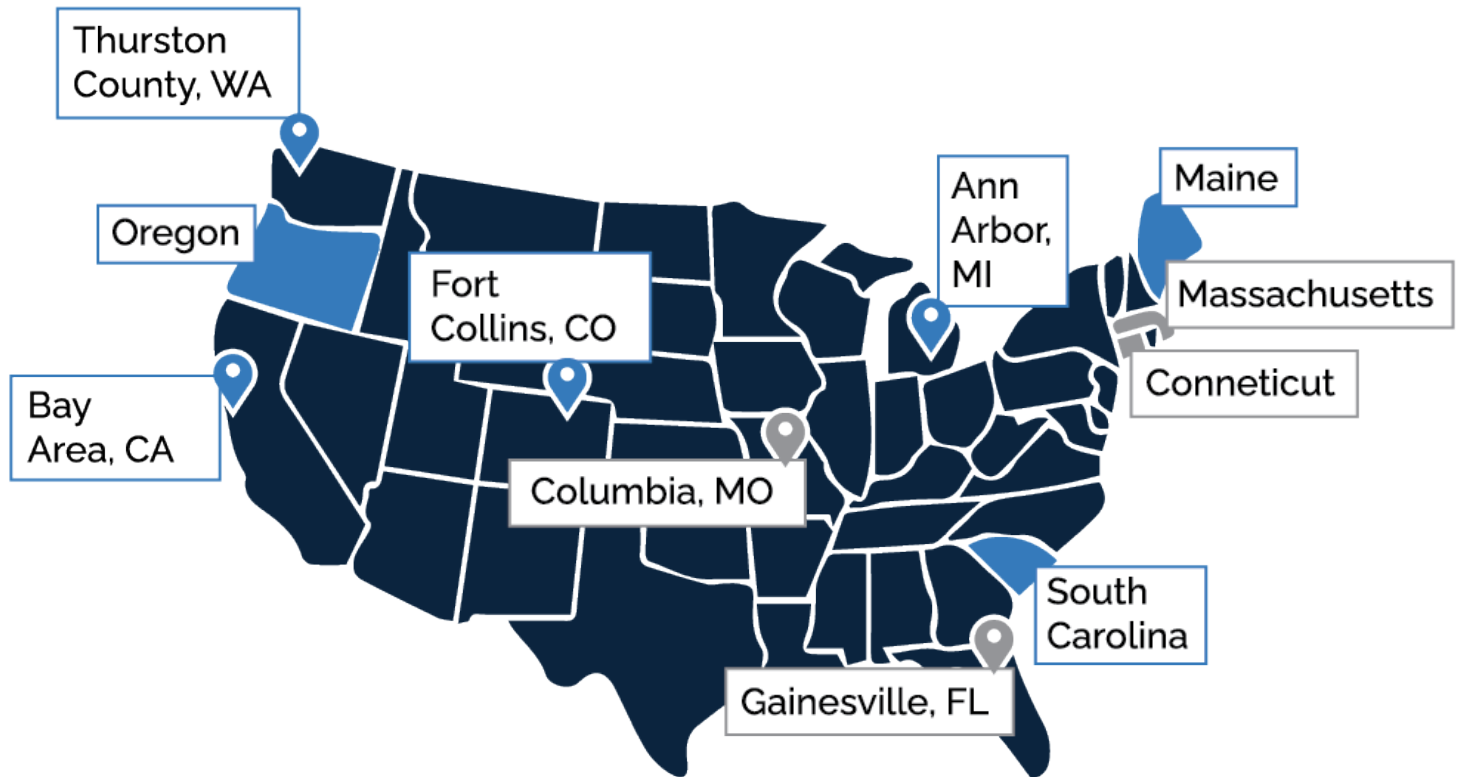 Thurston
County, WA
Oregon
Fort
Collins, CO
Bay
Area, CA
Columbia, MO
Ann
Arbor,
MI
Maine
Massachusetts
Conneticut
South
Carolina
Gainesville, FL